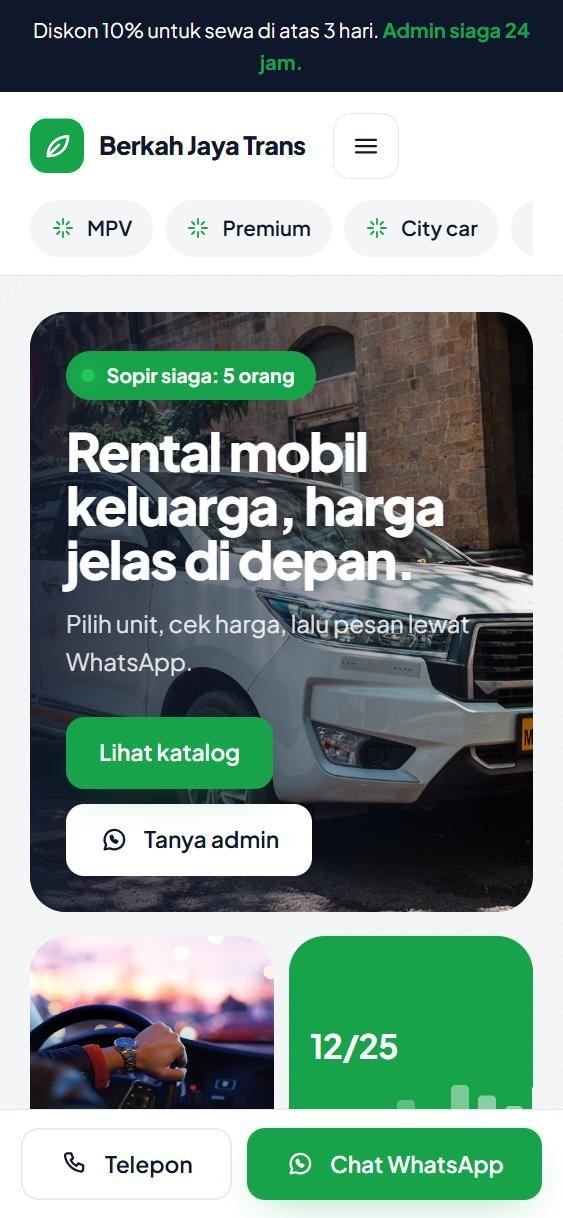 Diskon 10% untuk sewa di atas 3 hari. Admin siaga 24
jam.
Berkah Jaya Trans
MPV
Premium
City car
Sopir siaga: 5 orang
Rental mobil
keluarga, harga
jelas di depan.
Pilih unit, cek harga, lalu pesan lewat
WhatsApp.
Lihat katalog
Tanya admin
12/25
Telepon
Chat WhatsApp